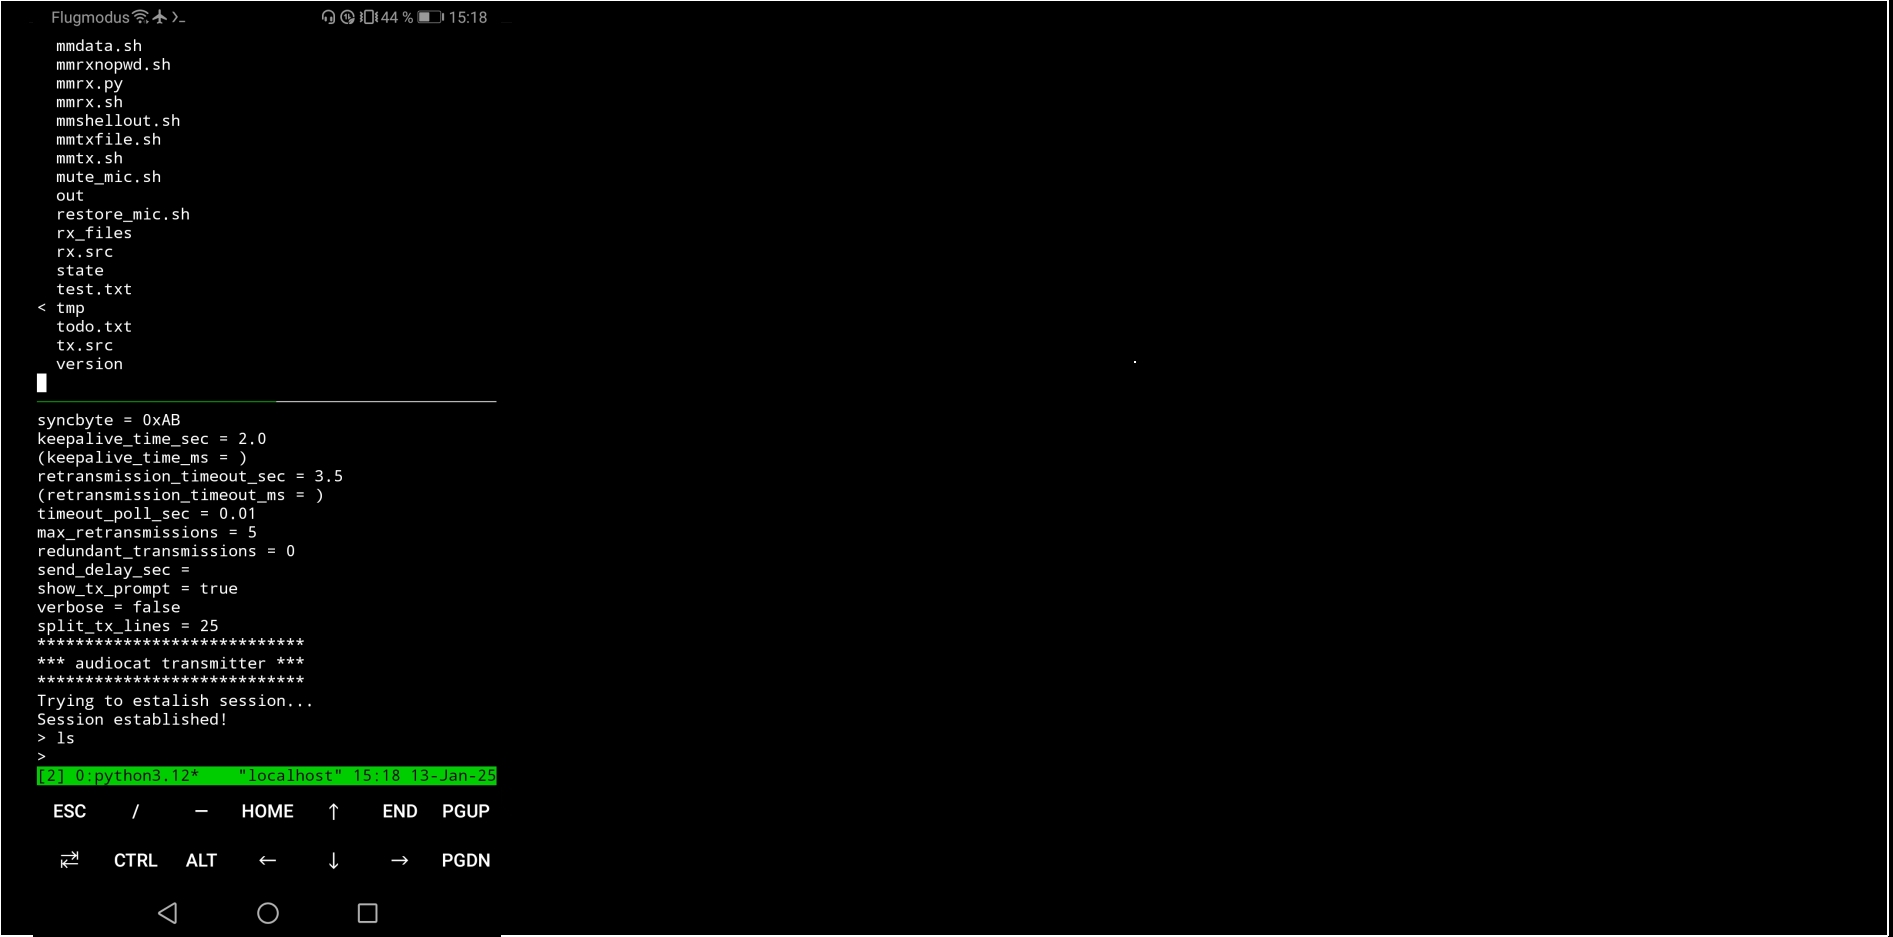 Flugmodus 44 % 15:18
mmdata.sh
mmrxnopwd.sh
mmrx.py
mmrx.sh
mmshellout.sh
mmtxfile.sh
mmtx.sh
mute_mic.sh
out
restore_mic.sh
rx_files
rx.src
state
test.txt
< tmp
todo.txt
tx.src
version
syncbyte = 0xAB
keepalive_time_sec = 2.0
(keepalive_time_ms = )
retransmission_timeout_sec = 3.5
(retransmission_timeout_ms = )
timeout_poll_sec = 0.01
max_retransmissions = 5
redundant_transmissions = 0
send_delay_sec =
show_tx_prompt = true
verbose = false
split_tx_lines = 25
****************************
*** audiocat transmitter ***
****************************
Trying to estalish session...
Session established!
> ls
>
[2] 0:python3.12* "localhost" 15:18 13-Jan-25
ESC / — HOME ↑ END PGUP
⇄ CTRL ALT ← ↓ → PGDN